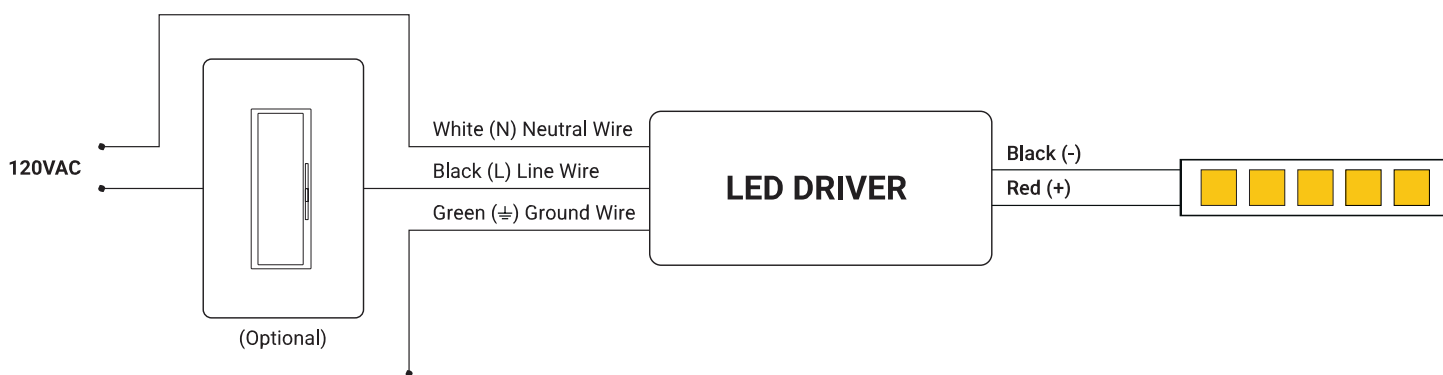 120VAC
(Optional)
White (N) Neutral Wire
Black (L) Line Wire
Green (⏚) Ground Wire
LED DRIVER
Black (-)
Red (+)